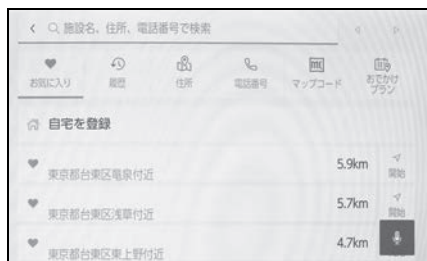 施設名、住所、電話番号で検索
お気に入り
履歴
住所
電話番号
m[
マップコード
おでかけ
プラン
自宅を登録
5.9km
東京都台東区竜泉付近
開始
5.7km
東京都台東区浅草付近
開始
4.7km
東京都台東区東上野付近